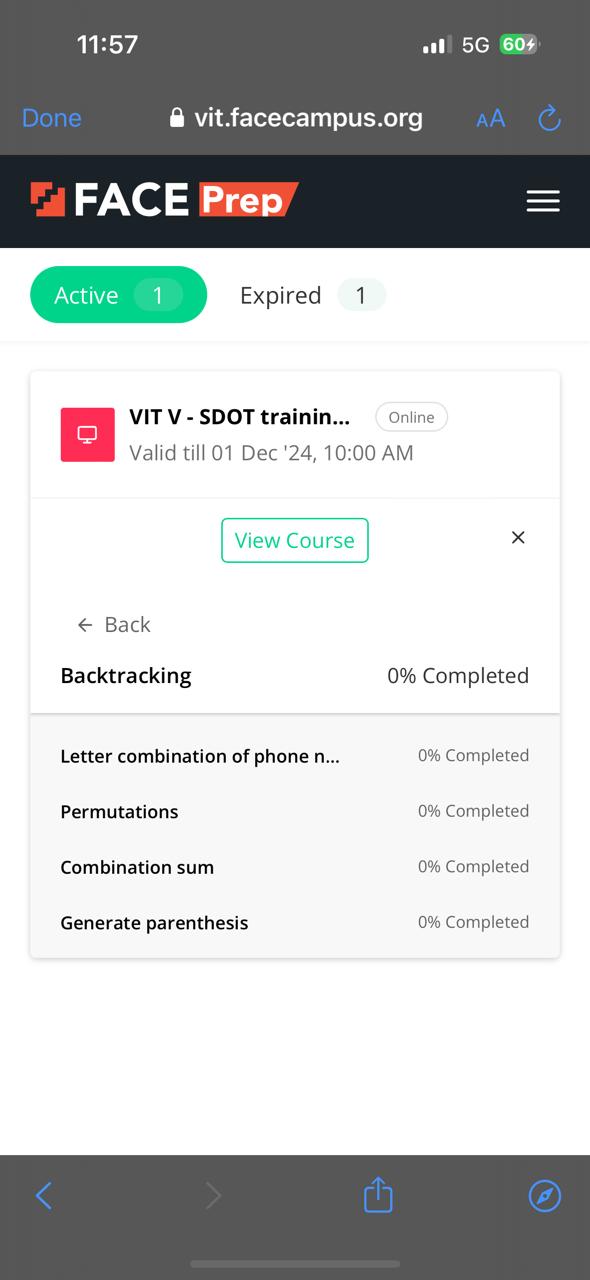 11:57 5G 60
Done vit.facecampus.org AA
FACE Prep
Active 1 Expired 1
VIT V - SDOT trainin... Online
Valid till 01 Dec '24, 10:00 AM
View Course
Back
Backtracking 0% Completed
Letter combination of phone n... 0% Completed
Permutations 0% Completed
Combination sum 0% Completed
Generate parenthesis 0% Completed